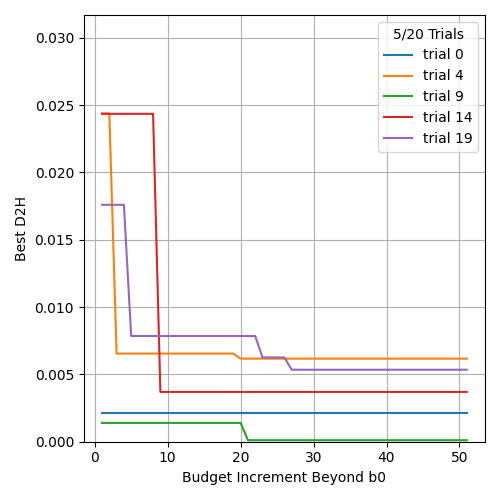 5/20 Trials
trial 0
trial 4
trial 9
trial 14
trial 19
0.030
0.025
0.020
0.015
0.010
0.005
0.000
Best D2H
0 10 20 30 40 50
Budget Increment Beyond b0